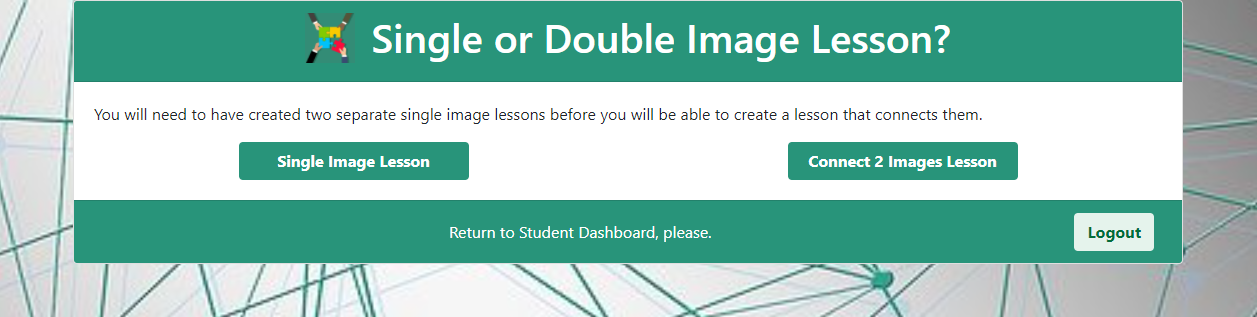 Single or Double Image Lesson?
You will need to have created two separate single image lessons before you will be able to create a lesson that connects them.
Single Image Lesson
Connect 2 Images Lesson
Return to Student Dashboard, please.
Logout